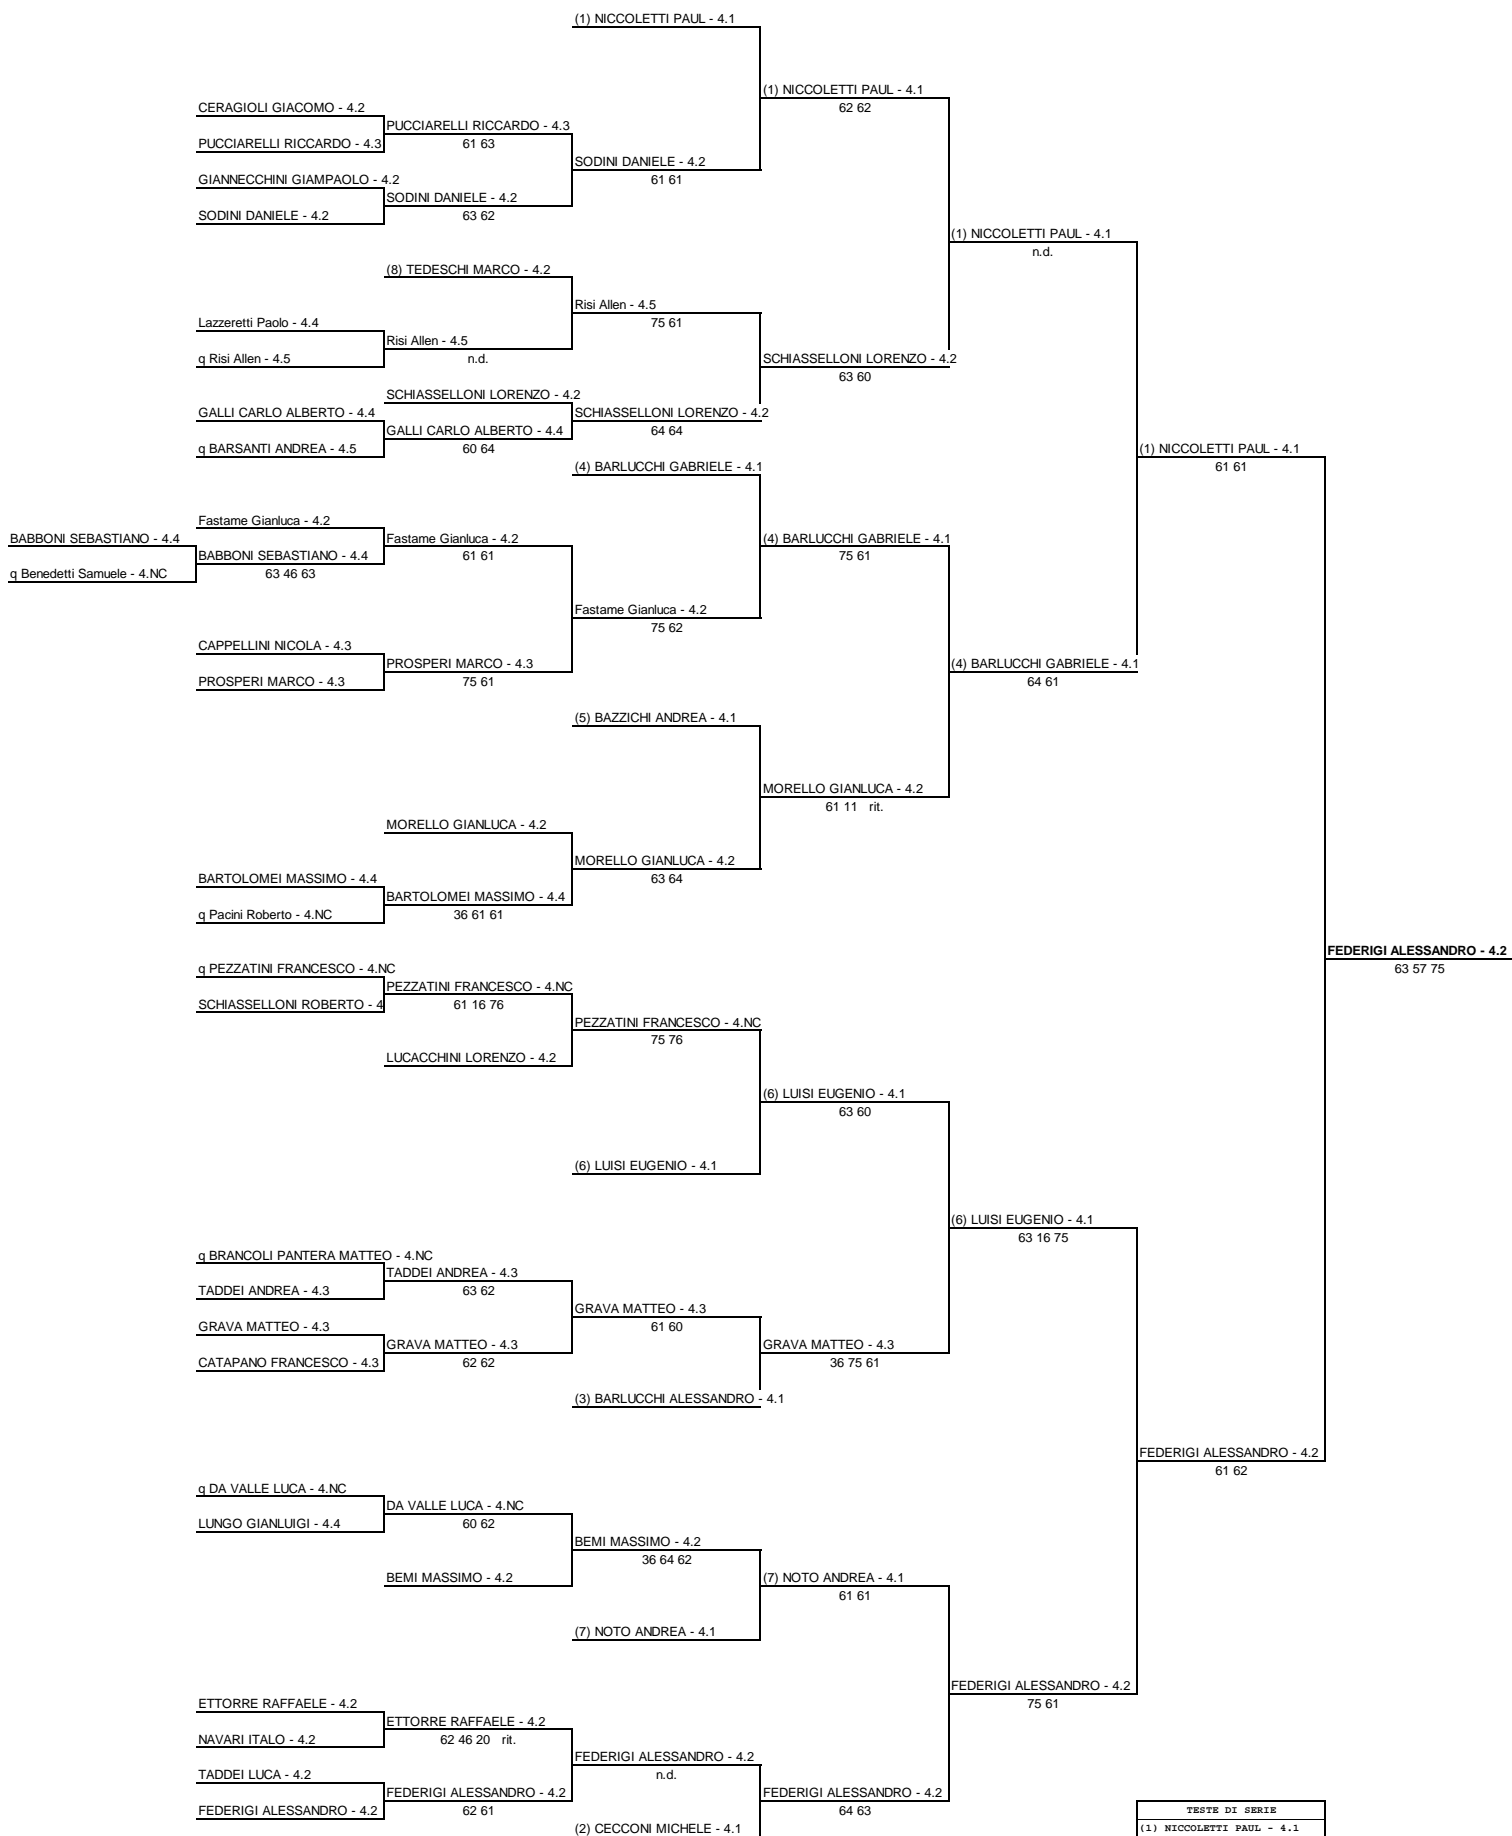 (1) NICCOLETTI PAUL - 4.1
(1) NICCOLETTI PAUL - 4.1
62 62
CERAGIOLI GIACOMO - 4.2
PUCCIARELLI RICCARDO - 4.3
61 63
PUCCIARELLI RICCARDO - 4.3
SODINI DANIELE - 4.2
61 61
GIANNECCHINI GIAMPAOLO - 4.2
SODINI DANIELE - 4.2
63 62
SODINI DANIELE - 4.2
(1) NICCOLETTI PAUL - 4.1
n.d.
(8) TEDESCHI MARCO - 4.2
Risi Allen - 4.5
75 61
Lazzeretti Paolo - 4.4
Risi Allen - 4.5
n.d.
q Risi Allen - 4.5
SCHIASSELLONI LORENZO - 4.2
63 60
SCHIASSELLONI LORENZO - 4.2
GALLI CARLO ALBERTO - 4.4
SCHIASSELLONI LORENZO - 4.2
64 64
GALLI CARLO ALBERTO - 4.4
60 64
q BARSANTI ANDREA - 4.5
(1) NICCOLETTI PAUL - 4.1
61 61
(4) BARLUCCHI GABRIELE - 4.1
Fastame Gianluca - 4.2
BABBONI SEBASTIANO - 4.4
Fastame Gianluca - 4.2
61 61
(4) BARLUCCHI GABRIELE - 4.1
75 61
BABBONI SEBASTIANO - 4.4
63 46 63
q Benedetti Samuele - 4.NC
Fastame Gianluca - 4.2
75 62
CAPPELLINI NICOLA - 4.3
PROSPERI MARCO - 4.3
75 61
(4) BARLUCCHI GABRIELE - 4.1
64 61
PROSPERI MARCO - 4.3
(5) BAZZICHI ANDREA - 4.1
MORELLO GIANLUCA - 4.2
61 11 rit.
MORELLO GIANLUCA - 4.2
MORELLO GIANLUCA - 4.2
63 64
BARTOLOMEI MASSIMO - 4.4
BARTOLOMEI MASSIMO - 4.4
36 61 61
q Pacini Roberto - 4.NC
FEDERIGI ALESSANDRO - 4.2
63 57 75
q PEZZATINI FRANCESCO - 4.NC
PEZZATINI FRANCESCO - 4.NC
61 16 76
SCHIASSELLONI ROBERTO - 4
PEZZATINI FRANCESCO - 4.NC
75 76
LUCACCHINI LORENZO - 4.2
(6) LUISI EUGENIO - 4.1
63 60
(6) LUISI EUGENIO - 4.1
(6) LUISI EUGENIO - 4.1
63 16 75
q BRANCOLI PANTERA MATTEO - 4.NC
TADDEI ANDREA - 4.3
63 62
TADDEI ANDREA - 4.3
GRAVA MATTEO - 4.3
61 60
GRAVA MATTEO - 4.3
GRAVA MATTEO - 4.3
62 62
GRAVA MATTEO - 4.3
36 75 61
CATAPANO FRANCESCO - 4.3
(3) BARLUCCHI ALESSANDRO - 4.1
FEDERIGI ALESSANDRO - 4.2
61 62
q DA VALLE LUCA - 4.NC
DA VALLE LUCA - 4.NC
60 62
LUNGO GIANLUIGI - 4.4
BEMI MASSIMO - 4.2
36 64 62
BEMI MASSIMO - 4.2
(7) NOTO ANDREA - 4.1
61 61
(7) NOTO ANDREA - 4.1
FEDERIGI ALESSANDRO - 4.2
75 61
ETTORRE RAFFAELE - 4.2
ETTORRE RAFFAELE - 4.2
62 46 20 rit.
NAVARI ITALO - 4.2
FEDERIGI ALESSANDRO - 4.2
n.d.
TADDEI LUCA - 4.2
FEDERIGI ALESSANDRO - 4.2
62 61
FEDERIGI ALESSANDRO - 4.2
64 63
FEDERIGI ALESSANDRO - 4.2
(2) CECCONI MICHELE - 4.1
TESTE DI SERIE
(1) NICCOLETTI PAUL - 4.1